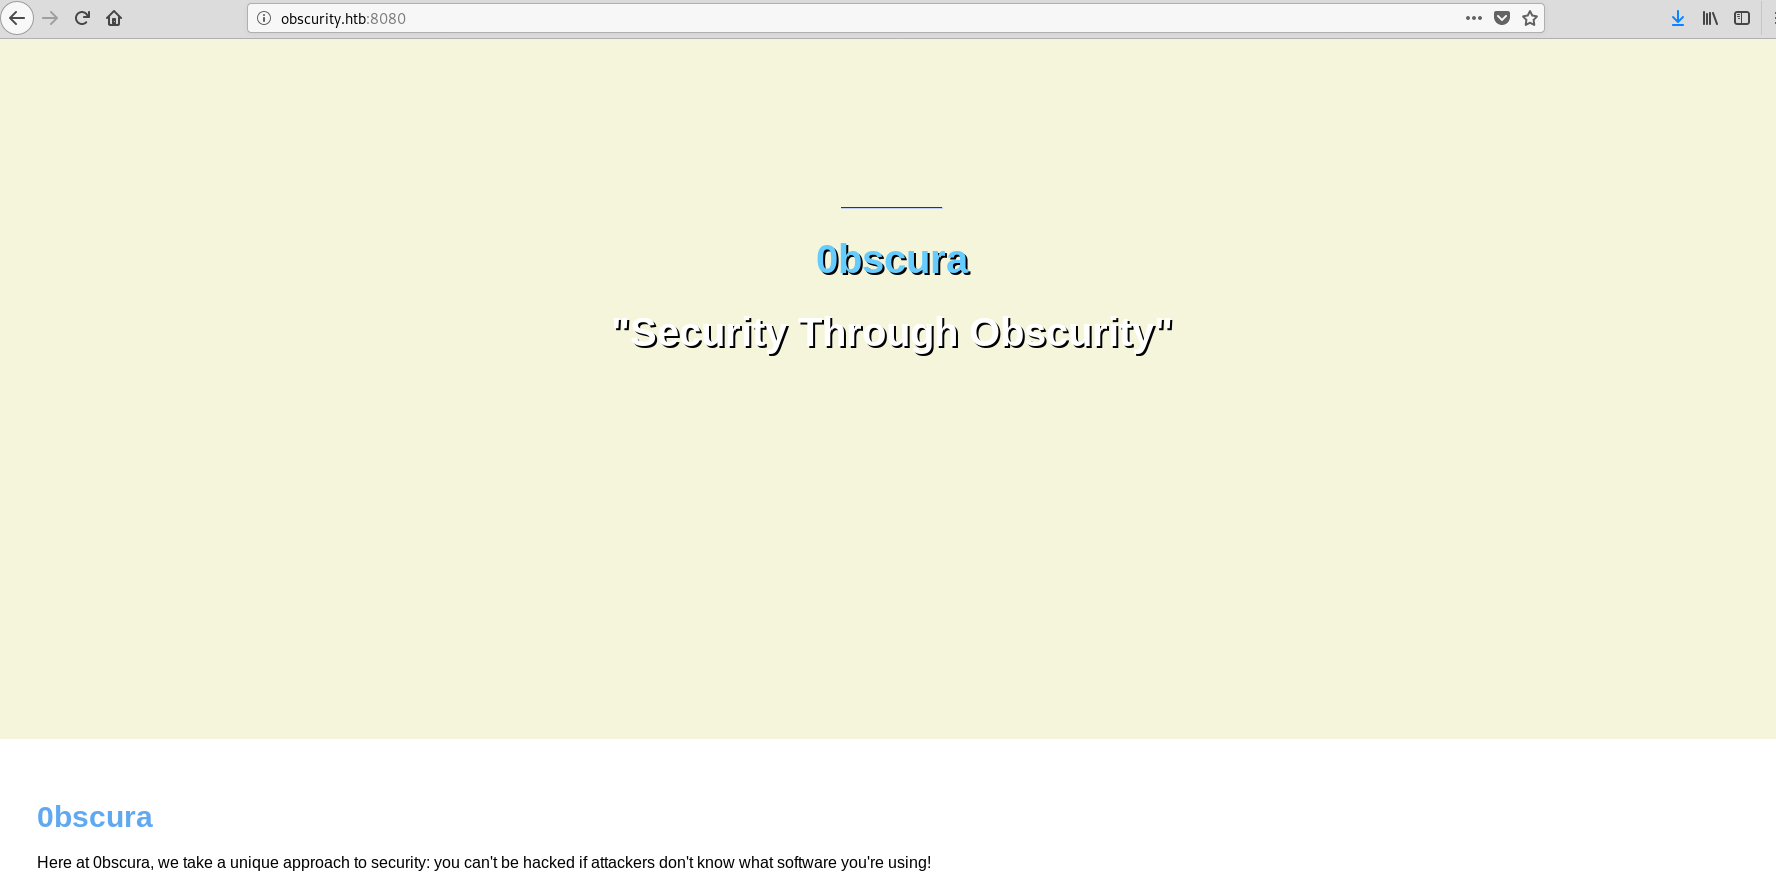 obscurity.htb:8080
0bscura
"Security Through Obscurity"
0bscura
Here at 0bscura, we take a unique approach to security: you can't be hacked if attackers don't know what software you're using!